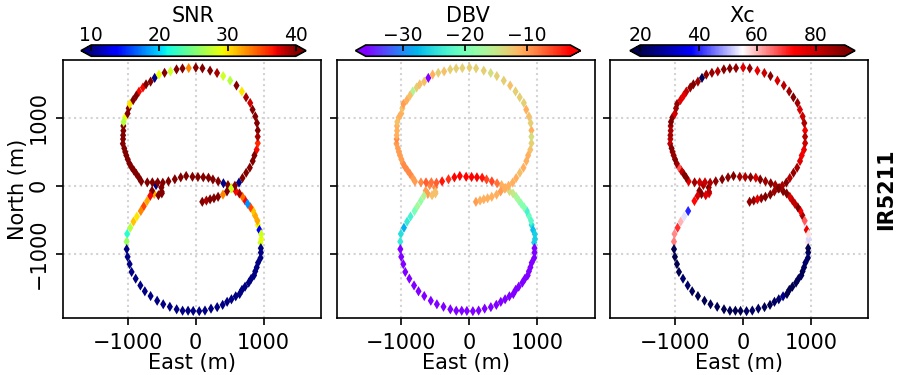 SNR DBV Xc
10 20 30 40 −30 −20 −10 20 40 60 80
North (m)
1000
0
−1000
IR5211
−1000 0 1000 −1000 0 1000 −1000 0 1000
East (m) East (m) East (m)